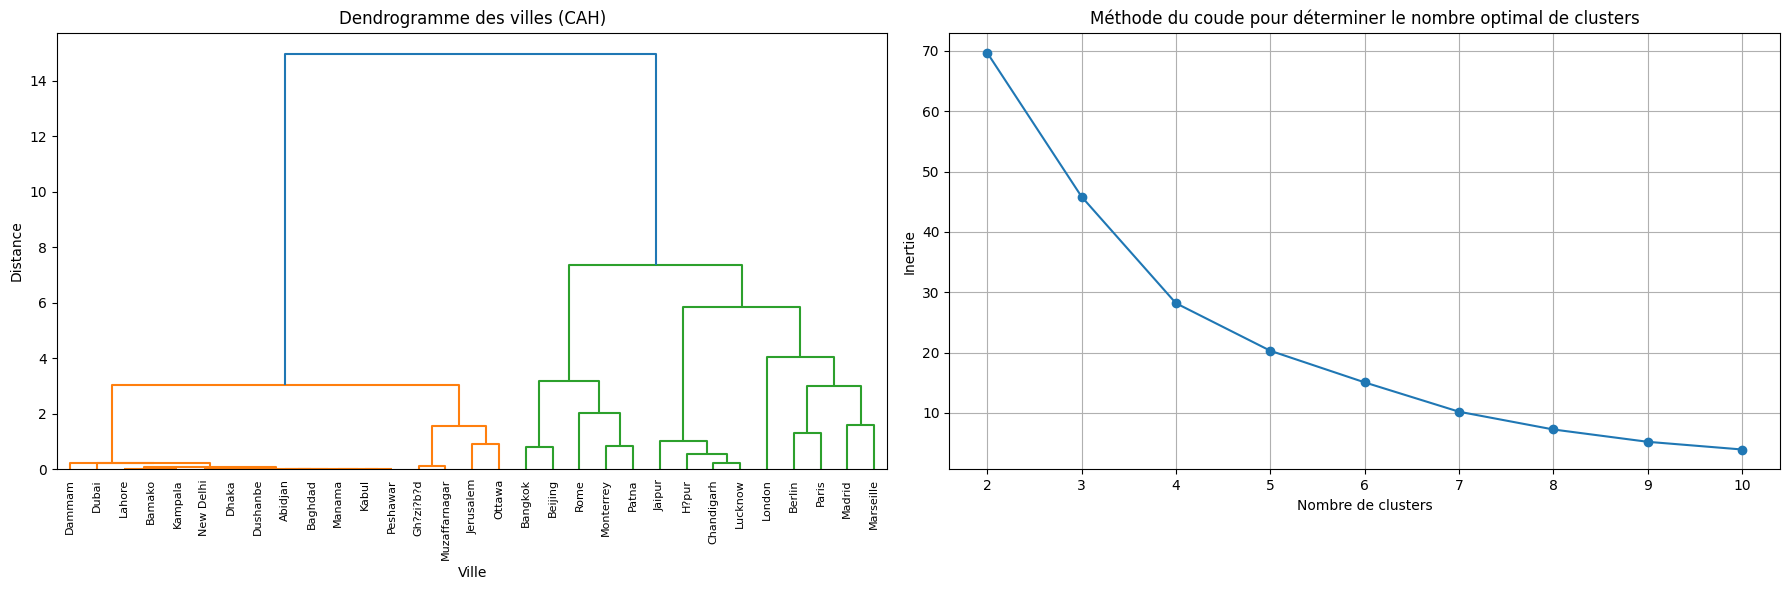 Dendrogramme des villes (CAH)
Distance
14
12
10
8
6
4
2
0
Dammam
Dubai
Lahore
Bamako
Kampala
New Delhi
Dhaka
Dushanbe
Abidjan
Baghdad
Manama
Kabul
Peshawar
Gh?zi?b?d
Muzaffarnagar
Jerusalem
Ottawa
Bangkok
Beijing
Rome
Monterrey
Patna
Jaipur
H?pur
Chandigarh
Lucknow
London
Berlin
Paris
Madrid
Marseille
Ville
Méthode du coude pour déterminer le nombre optimal de clusters
Inertie
70
60
50
40
30
20
10
2 3 4 5 6 7 8 9 10
Nombre de clusters